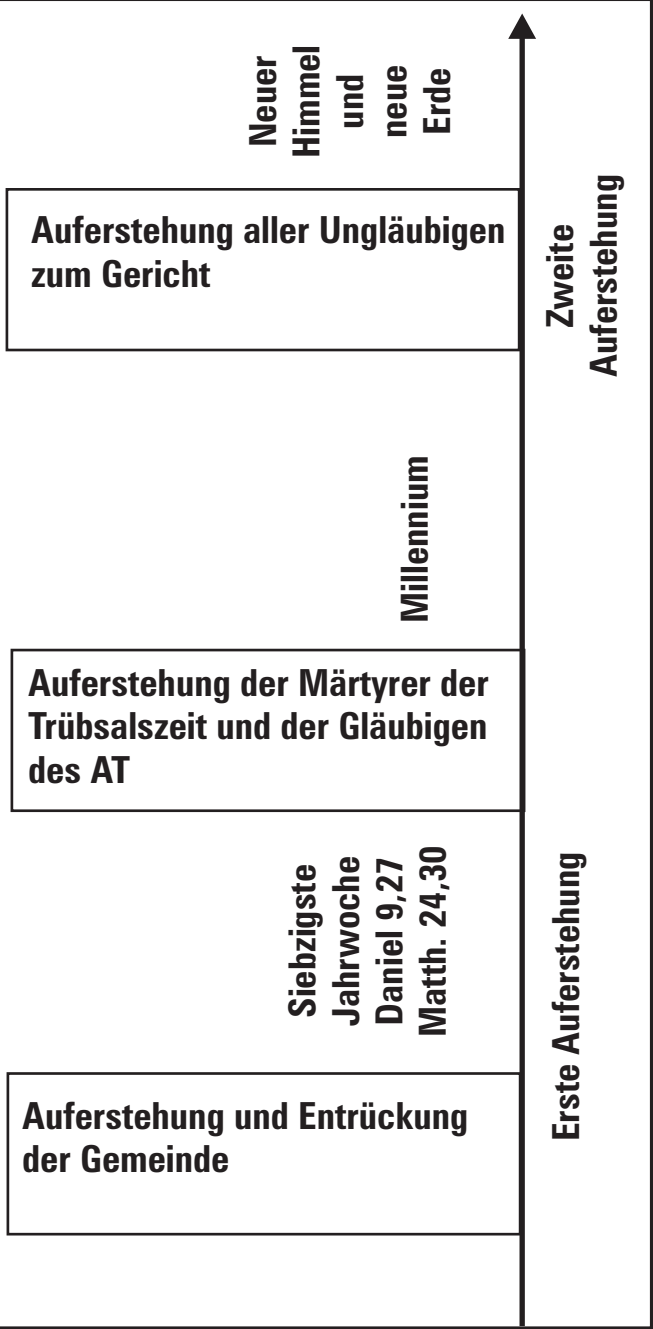 Neuer
Himmel
und
neue
Erde
Auferstehung aller Ungläubigen
zum Gericht
Zweite
Auferstehung
Millennium
Auferstehung der Märtyrer der
Trübsalszeit und der Gläubigen
des AT
Siebzigste
Jahrwoche
Daniel 9,27
Matth. 24,30
Erste Auferstehung
Auferstehung und Entrückung
der Gemeinde